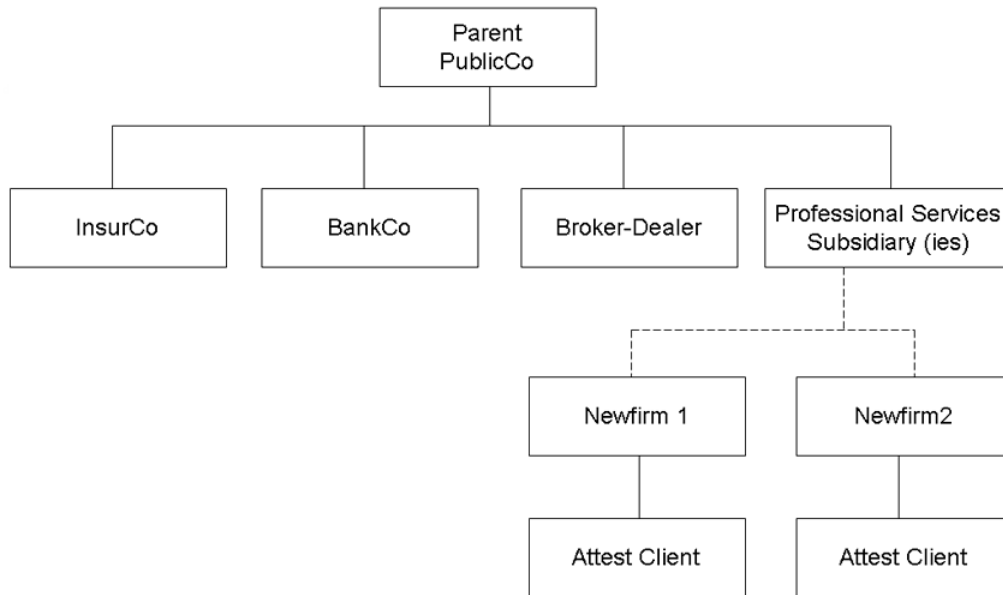 Parent
PublicCo
InsurCo
BankCo
Broker-Dealer
Professional Services
Subsidiary (ies)
Newfirm 1
Newfirm2
Attest Client
Attest Client